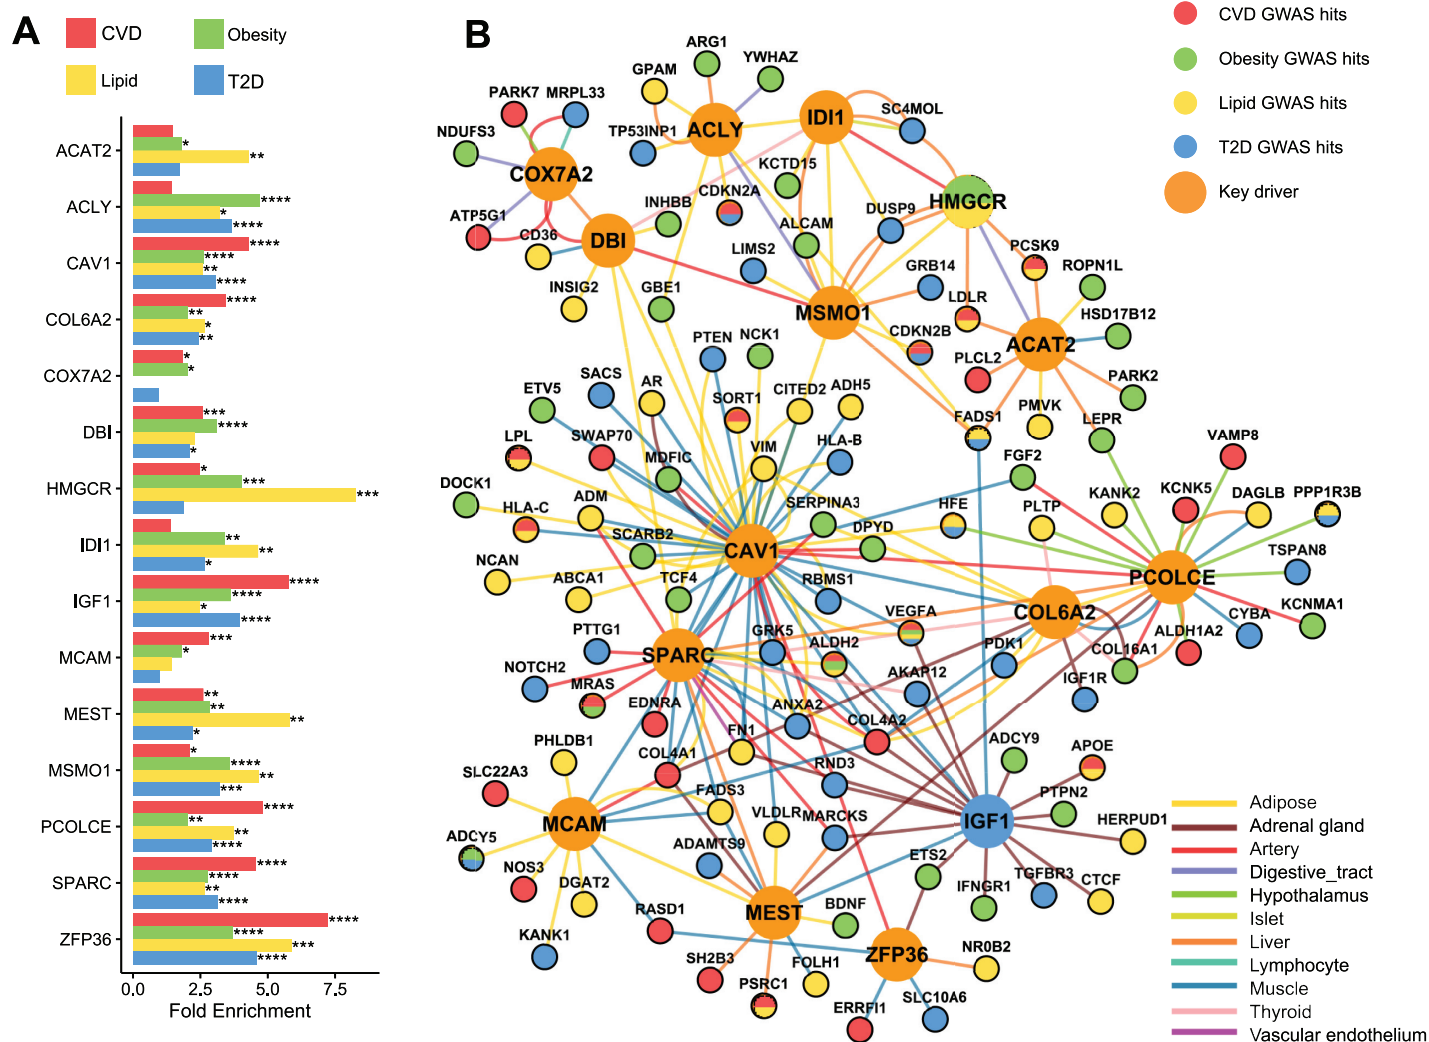 A
CVD
Obesity
Lipid
T2D
ACAT2
*
**
ACLY
****
*
****
CAV1
****
****
**
****
COL6A2
****
**
*
**
COX7A2
*
*
DBI
***
****
*
HMGCR
*
***
***
IDI1
**
**
*
IGF1
****
****
*
****
MCAM
***
*
MEST
**
**
**
*
MSMO1
*
****
**
***
PCOLCE
****
**
**
****
SPARC
****
****
**
****
ZFP36
****
****
***
****
0.0 2.5 5.0 7.5
Fold Enrichment
B
CVD GWAS hits
Obesity GWAS hits
Lipid GWAS hits
T2D GWAS hits
Key driver
ARG1
YWHAZ
GPAM
PARK7
MRPL33
SC4MOL
ACLY
IDI1
TP53INP1
NDUFS3
COX7A2
KCTD15
CDKN2A
HMGCR
INHBB
DUSP9
ATP5G1
CD36
DBI
ALCAM
LIMS2
PCSK9
ROPN1L
GRB14
INSIG2
GBE1
LDLR
MSMO1
HSD17B12
CDKN2B
ACAT2
PTEN
NCK1
PLCL2
PARK2
SACS
AR
CITED2
ADH5
ETV5
SORT1
FADS1
PMVK
LEPR
LPL
SWAP70
VIM
HLA-B
VAMP8
MDFIC
FGF2
DOCK1
ADM
SERPINA3
HFE
PLTP
KANK2
KCNK5
DAGLB
PPP1R3B
HLA-C
SCARB2
DPYD
CAV1
TSPAN8
NCAN
ABCA1
TCF4
RBMS1
PCOLCE
COL6A2
VEGFA
KCNMA1
CYBA
ALDH1A2
PTTG1
GRK5
ALDH2
PDK1
COL16A1
SPARC
NOTCH2
MRAS
AKAP12
IGF1R
EDNRA
ANXA2
FN1
COL4A2
PHLDB1
COL4A1
ADCY9
APOE
SLC22A3
RND3
FADS3
PTPN2
VLDLR
MARCKS
HERPUD1
MCAM
IGF1
ADCY5
ADAMTS9
ETS2
NOS3
DGAT2
IFNGR1
TGFBR3
CTCF
RASD1
MEST
BDNF
KANK1
ZFP36
NR0B2
SH2B3
FOLH1
PSRC1
ERRFI1
SLC10A6
Adipose
Adrenal gland
Artery
Digestive_tract
Hypothalamus
Islet
Liver
Lymphocyte
Muscle
Thyroid
Vascular endothelium